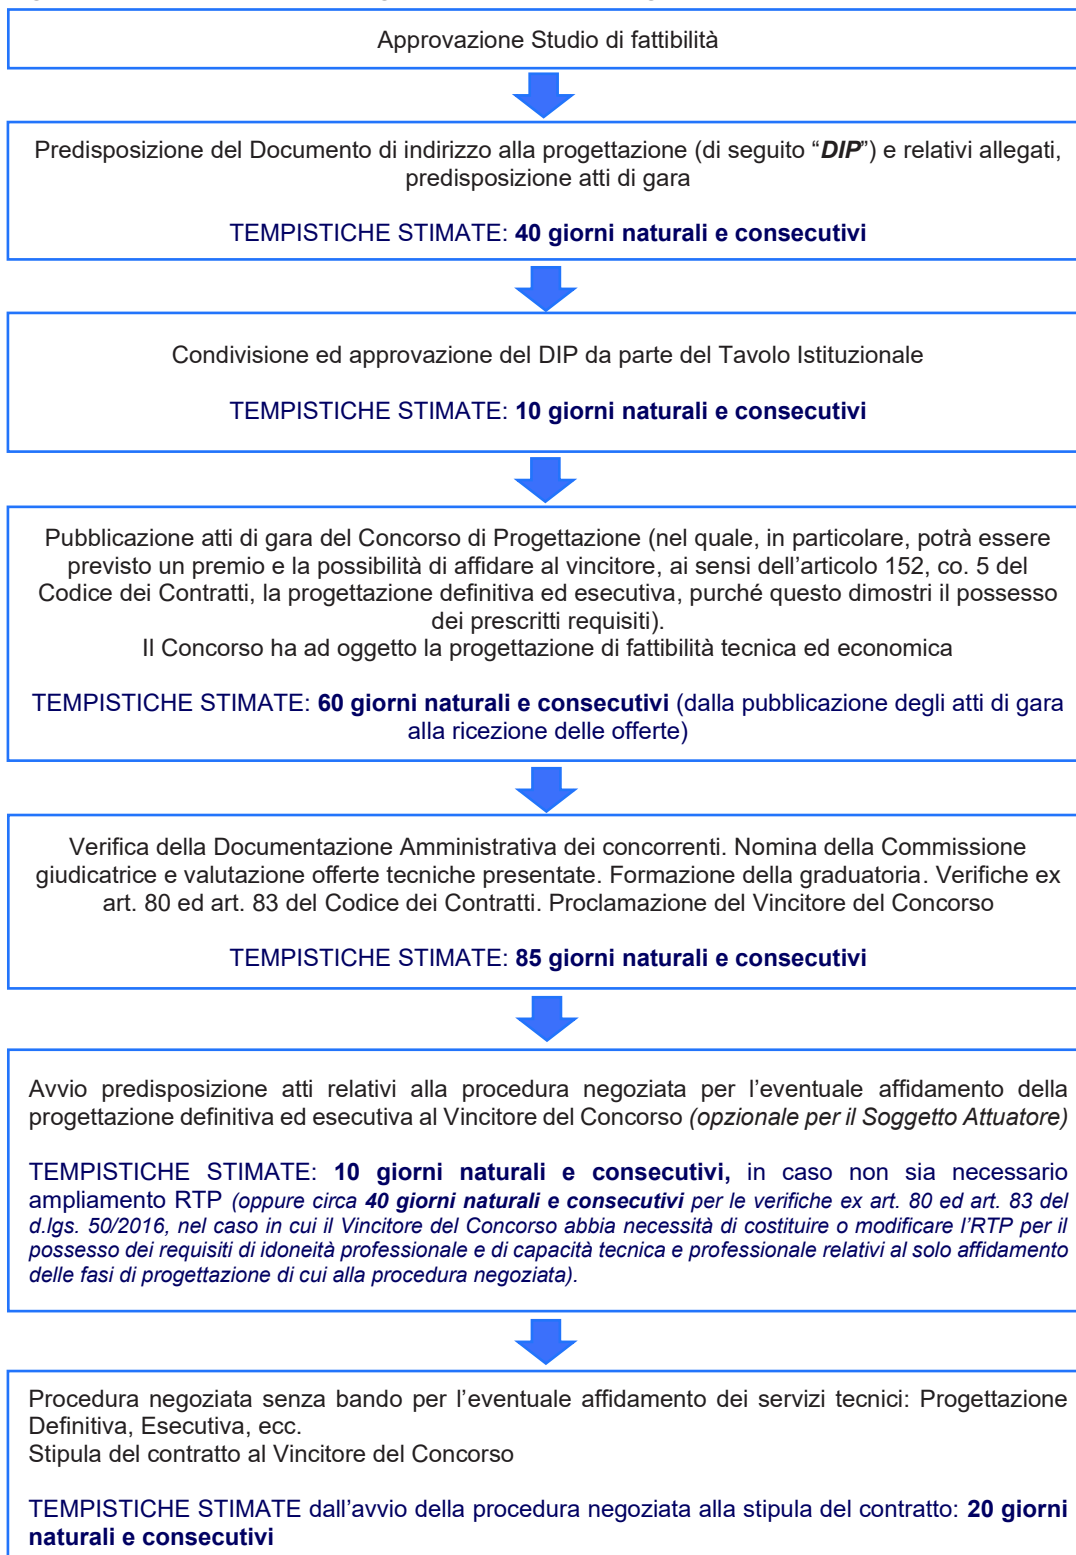 Approvazione Studio di fattibilità
Predisposizione del Documento di indirizzo alla progettazione (di seguito “DIP”) e relativi allegati,
predisposizione atti di gara
TEMPISTICHE STIMATE: 40 giorni naturali e consecutivi
Condivisione ed approvazione del DIP da parte del Tavolo Istituzionale
TEMPISTICHE STIMATE: 10 giorni naturali e consecutivi
Pubblicazione atti di gara del Concorso di Progettazione (nel quale, in particolare, potrà essere
previsto un premio e la possibilità di affidare al vincitore, ai sensi dell’articolo 152, co. 5 del
Codice dei Contratti, la progettazione definitiva ed esecutiva, purché questo dimostri il possesso
dei prescritti requisiti).
Il Concorso ha ad oggetto la progettazione di fattibilità tecnica ed economica
TEMPISTICHE STIMATE: 60 giorni naturali e consecutivi (dalla pubblicazione degli atti di gara
alla ricezione delle offerte)
Verifica della Documentazione Amministrativa dei concorrenti. Nomina della Commissione
giudicatrice e valutazione offerte tecniche presentate. Formazione della graduatoria. Verifiche ex
art. 80 ed art. 83 del Codice dei Contratti. Proclamazione del Vincitore del Concorso
TEMPISTICHE STIMATE: 85 giorni naturali e consecutivi
Avvio predisposizione atti relativi alla procedura negoziata per l’eventuale affidamento della
progettazione definitiva ed esecutiva al Vincitore del Concorso (opzionale per il Soggetto Attuatore)
TEMPISTICHE STIMATE: 10 giorni naturali e consecutivi, in caso non sia necessario
ampliamento RTP (oppure circa 40 giorni naturali e consecutivi per le verifiche ex art. 80 ed art. 83 del
d.lgs. 50/2016, nel caso in cui il Vincitore del Concorso abbia necessità di costituire o modificare l’RTP per il
possesso dei requisiti di idoneità professionale e di capacità tecnica e professionale relativi al solo affidamento
delle fasi di progettazione di cui alla procedura negoziata).
Procedura negoziata senza bando per l’eventuale affidamento dei servizi tecnici: Progettazione
Definitiva, Esecutiva, ecc.
Stipula del contratto al Vincitore del Concorso
TEMPISTICHE STIMATE dall’avvio della procedura negoziata alla stipula del contratto: 20 giorni
naturali e consecutivi